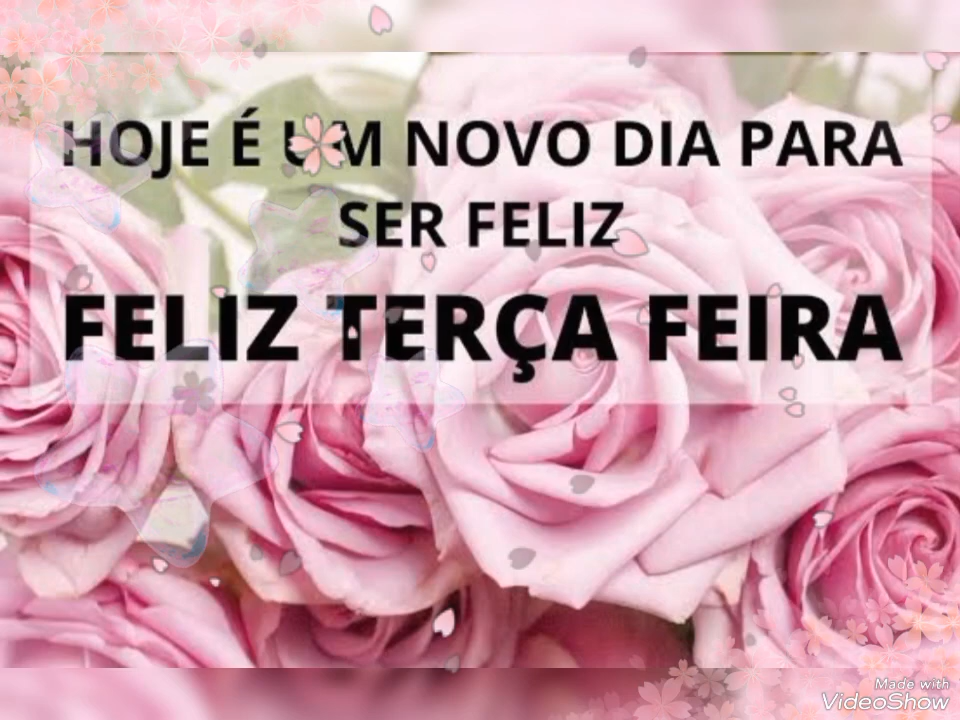 HOJE É UM NOVO DIA PARA
SER FELIZ
FELIZ TERÇA FEIRA
Made with
VideoShow